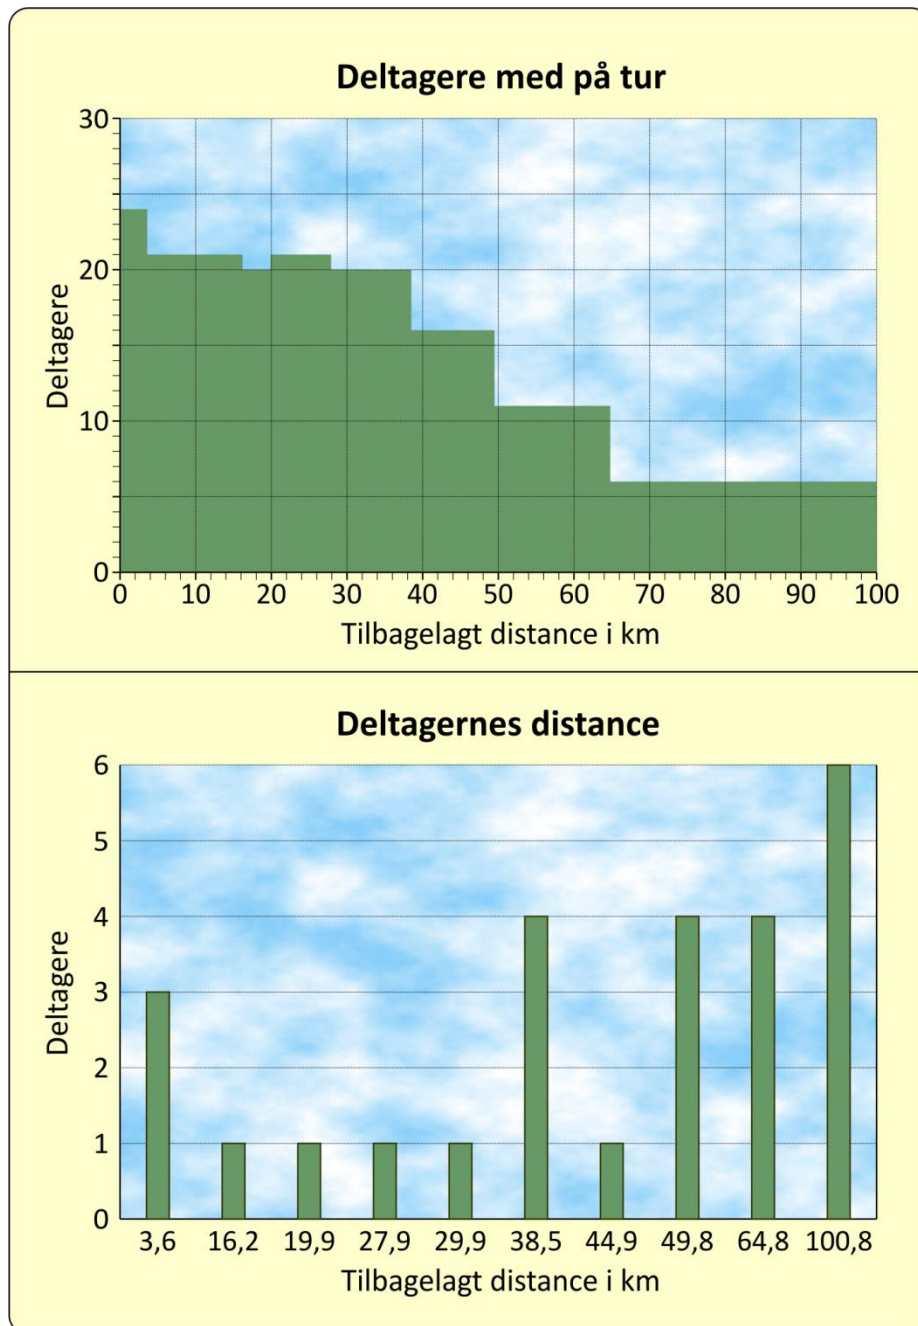 Deltagere med på tur
30
20
10
0
Deltagere
0 10 20 30 40 50 60 70 80 90 100
Tilbagelagt distance i km
Deltagernes distance
6
5
4
3
2
1
0
Deltagere
3,6 16,2 19,9 27,9 29,9 38,5 44,9 49,8 64,8 100,8
Tilbagelagt distance i km